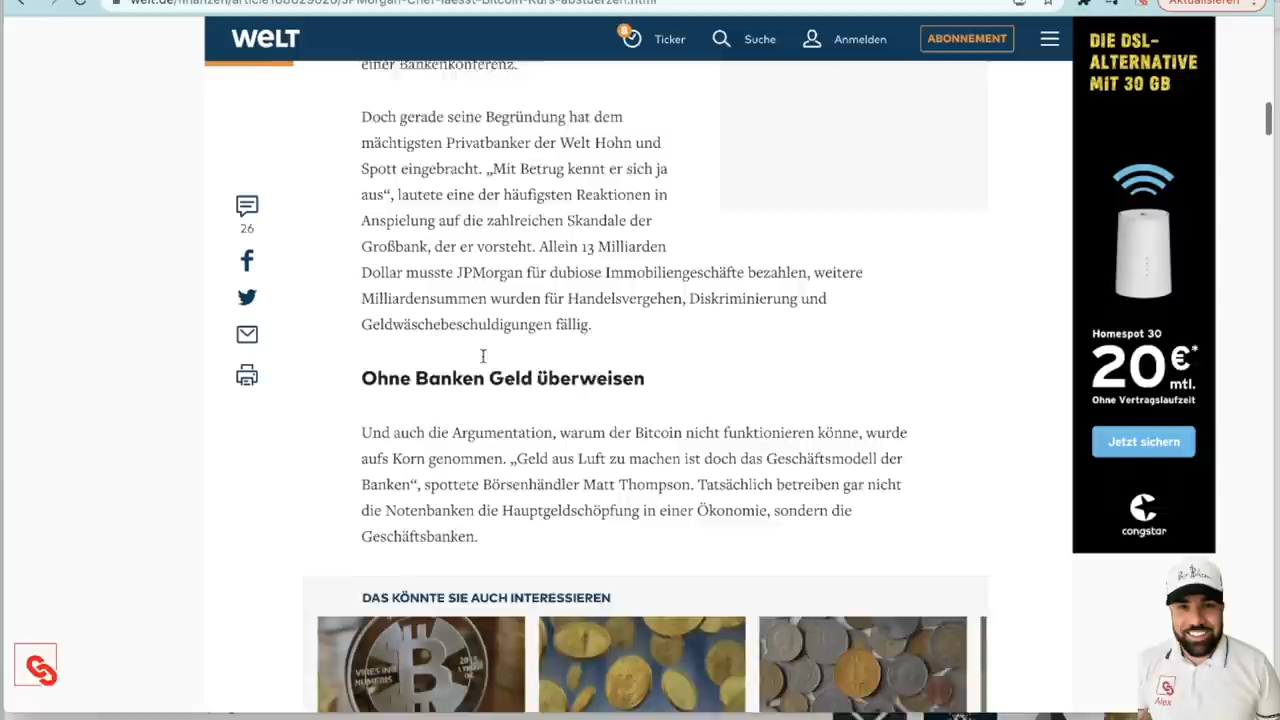 welt.de/finanzen/article168629026/JPMorgan-Chef-laesst-Bitcoin-Kurs-abstuerzen.html
Aktualisieren
WELT
8
Ticker
Suche
Anmelden
ABONNEMENT
einer Bankenkonferenz.
Doch gerade seine Begründung hat dem
mächtigsten Privatbanker der Welt Hohn und
Spott eingebracht. „Mit Betrug kennt er sich ja
aus“, lautete eine der häufigsten Reaktionen in
Anspielung auf die zahlreichen Skandale der
Großbank, der er vorsteht. Allein 13 Milliarden
Dollar musste JPMorgan für dubiose Immobiliengeschäfte bezahlen, weitere
Milliardensummen wurden für Handelsvergehen, Diskriminierung und
Geldwäschebeschuldigungen fällig.
26
Ohne Banken Geld überweisen
Und auch die Argumentation, warum der Bitcoin nicht funktionieren könne, wurde
aufs Korn genommen. „Geld aus Luft zu machen ist doch das Geschäftsmodell der
Banken“, spottete Börsenhändler Matt Thompson. Tatsächlich betreiben gar nicht
die Notenbanken die Hauptgeldschöpfung in einer Ökonomie, sondern die
Geschäftsbanken.
DAS KÖNNTE SIE AUCH INTERESSIEREN
VIRES IN
NUMERIS
DIE DSL-
ALTERNATIVE
MIT 30 GB
Homespot 30
20 €*
mtl.
Ohne Vertragslaufzeit
Jetzt sichern
congstar
Alex